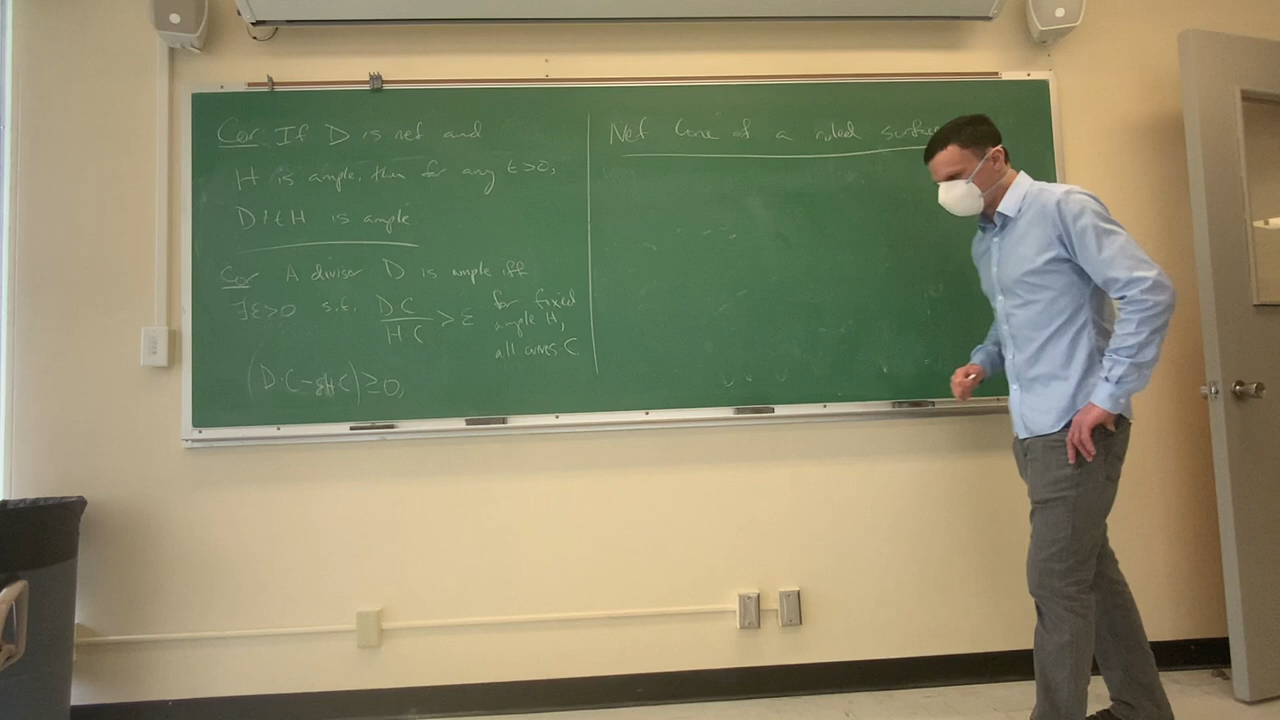 Cor If D is nef and
H is ample, then for any t>0,
D+tH is ample.
Cor A divisor D is ample iff
∃ε>0 s.t. D·C / H·C > ε for fixed
ample H,
all curves C.
(D·C-εH·C) ≥ 0,
Nef Cone of a ruled surface